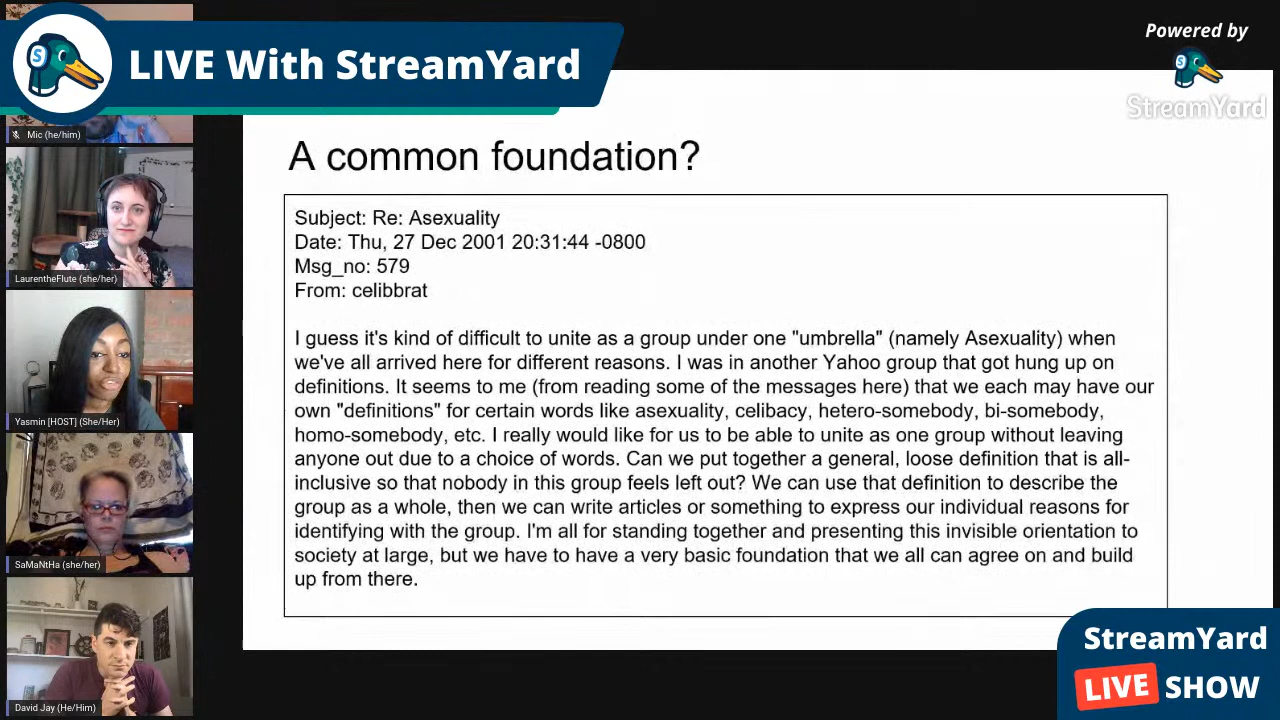 LIVE With StreamYard
Powered by
StreamYard
S
Mic (he/him)
LaurentheFlute (she/her)
Yasmin [HOST] (She/Her)
SaMaNtHa (she/her)
David Jay (He/Him)
A common foundation?
Subject: Re: Asexuality
Date: Thu, 27 Dec 2001 20:31:44 -0800
Msg_no: 579
From: celibbrat
I guess it's kind of difficult to unite as a group under one "umbrella" (namely Asexuality) when
we've all arrived here for different reasons. I was in another Yahoo group that got hung up on
definitions. It seems to me (from reading some of the messages here) that we each may have our
own "definitions" for certain words like asexuality, celibacy, hetero-somebody, bi-somebody,
homo-somebody, etc. I really would like for us to be able to unite as one group without leaving
anyone out due to a choice of words. Can we put together a general, loose definition that is all-
inclusive so that nobody in this group feels left out? We can use that definition to describe the
group as a whole, then we can write articles or something to express our individual reasons for
identifying with the group. I'm all for standing together and presenting this invisible orientation to
society at large, but we have to have a very basic foundation that we all can agree on and build
up from there.
StreamYard
LIVE SHOW